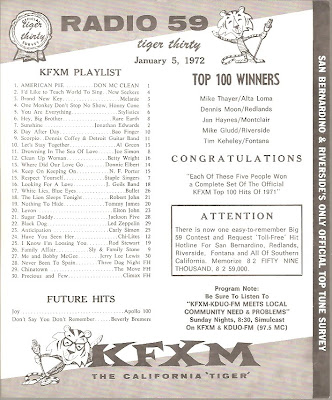 OFFICIAL
tiger
thirty
SURVEY
RADIO 59
tiger thirty
January 5, 1972
KFXM PLAYLIST
1. AMERICAN PIE DON MC CLEAN 1
2. I'd Like to Teach World To Sing New Seekers 4
3. Brand New Key Melanie 5
4. One Monkey Don't Stop No Show Honey Cone 6
5. You Are Everything Stylistics
6. Hey, Big Brother Rare Earth 8
7. Sunshine Jonathan Edwards 2
8. Day After Day Bad Finger
9. Scorpio Dennis Coffey & Detroit Guitar Band
10. Let's Stay Together Al Green
11. Drowning In The Sea Of Love Joe Simon
12. Clean Up Woman Betty Wright
13. Where Did Our Love Go Donnie Elbert
14. Keep On Keeping On N. F. Porter
15. Respect Yourself Staple Singers
16. Looking For A Love J. Geils Band
17. White Lies, Blue Eyes Bullet
18. The Lion Sleeps Tonight Robert John
19. Nothing To Hide Tommy James
20. Levon Elton John
21. Sugar Daddy Jackson Five
22. Black Dog Led Zeppelin
23. Anticipation Carly Simon
24. Have You Seen Her Chi-Lites
25. I Know I'm Losing You Rod Stewart
26. Family Affair Sly & Family Stone
27. Me and Bobby McGee Jerry Lee Lewis
28. Never Been To Spain Three Dog Night
29. Chinatown The Move FH
30. Precious and Few Climax FH
FUTURE HITS
Joy Apollo 100
Don't Say You Don't Remember Beverly Bremers
TOP 100 WINNERS
Mike Thayer/Alta Loma
Dennis Moon/Redlands
Jun Haynes/Montclair
Mike Gludd/Riverside
Tim Keheley/Fontana
CONGRATULATIONS
"Each Of These Five People Won
a Complete Set Of The Official
KFXM Top 100 Hits Of 1971"
ATTENTION
There is now one easy-to-remember Big
59 Contest and Request 'Toll-Free' Hit
Hotline For San Bernardino, Redlands,
Riverside, Fontana and All Of Southern
California. Memorize 8 2 FIFTY NINE
THOUSAND, 8 2 59,000.
Program Note:
Be Sure To Listen To
"KFXM-KDUO-FM MEETS LOCAL
COMMUNITY NEED & PROBLEMS"
Sunday Nights, 8:30, Simulcast
On KFXM & KDUO-FM (97.5 MC)
KFXM
THE CALIFORNIA 'TIGER'
SAN BERNARDINO & RIVERSIDE'S ONLY OFFICIAL TOP TUNE SURVEY